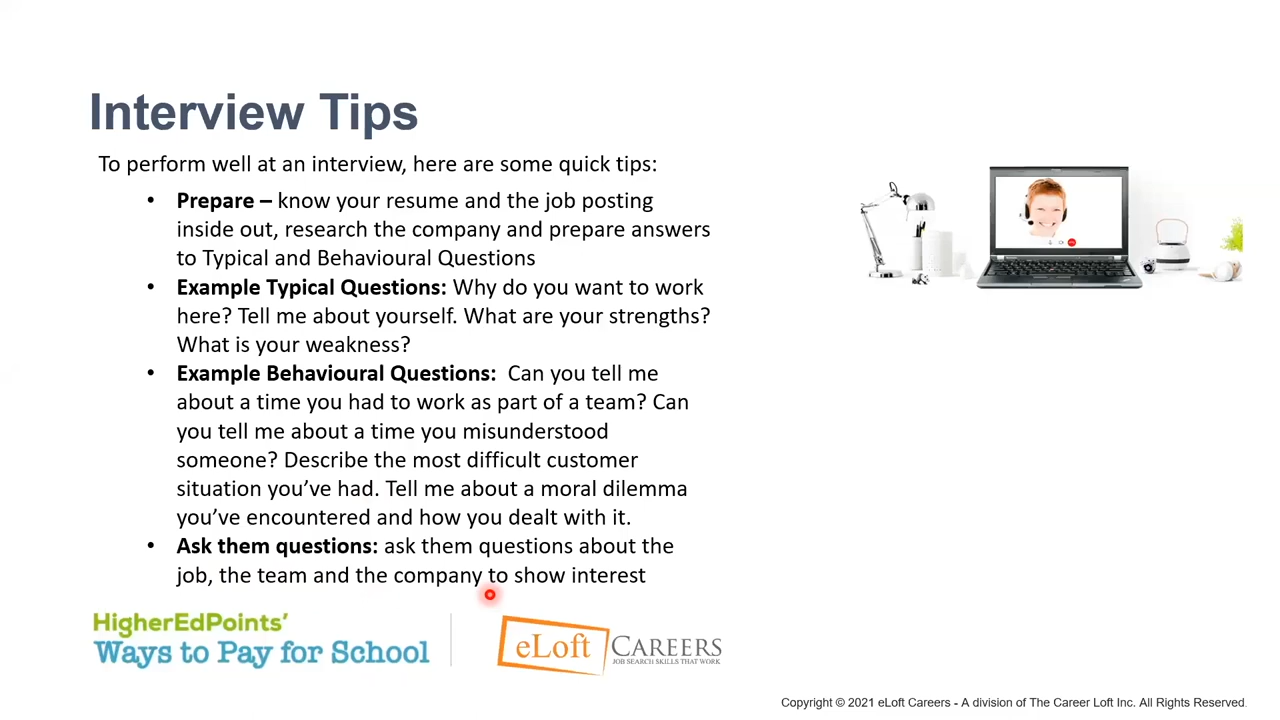 Interview Tips
To perform well at an interview, here are some quick tips:
• Prepare – know your resume and the job posting
inside out, research the company and prepare answers
to Typical and Behavioural Questions
• Example Typical Questions: Why do you want to work
here? Tell me about yourself. What are your strengths?
What is your weakness?
• Example Behavioural Questions:  Can you tell me
about a time you had to work as part of a team? Can
you tell me about a time you misunderstood
someone? Describe the most difficult customer
situation you’ve had. Tell me about a moral dilemma
you’ve encountered and how you dealt with it.
• Ask them questions: ask them questions about the
job, the team and the company to show interest
HigherEdPoints’
Ways to Pay for School
eLoft CAREERS
JOB SEARCH SKILLS THAT WORK
Copyright © 2021 eLoft Careers - A division of The Career Loft Inc. All Rights Reserved.